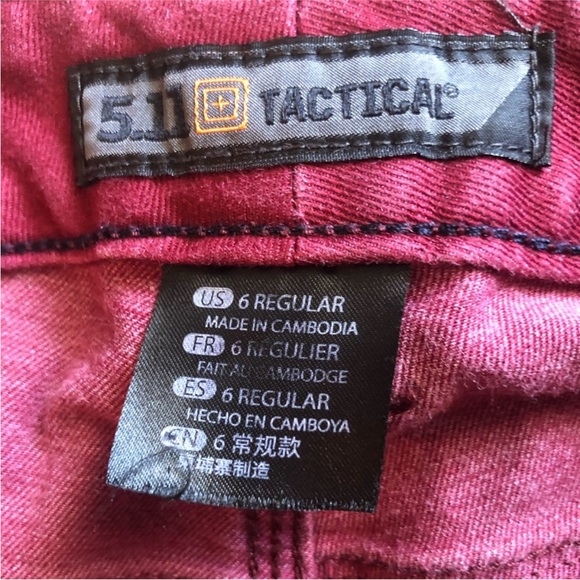 5.11 TACTICAL®
US 6 REGULAR
MADE IN CAMBODIA
FR 6 RÉGULIER
FAIT AU CAMBODGE
ES 6 REGULAR
HECHO EN CAMBOYA
CN 6 常规款
柬埔寨制造